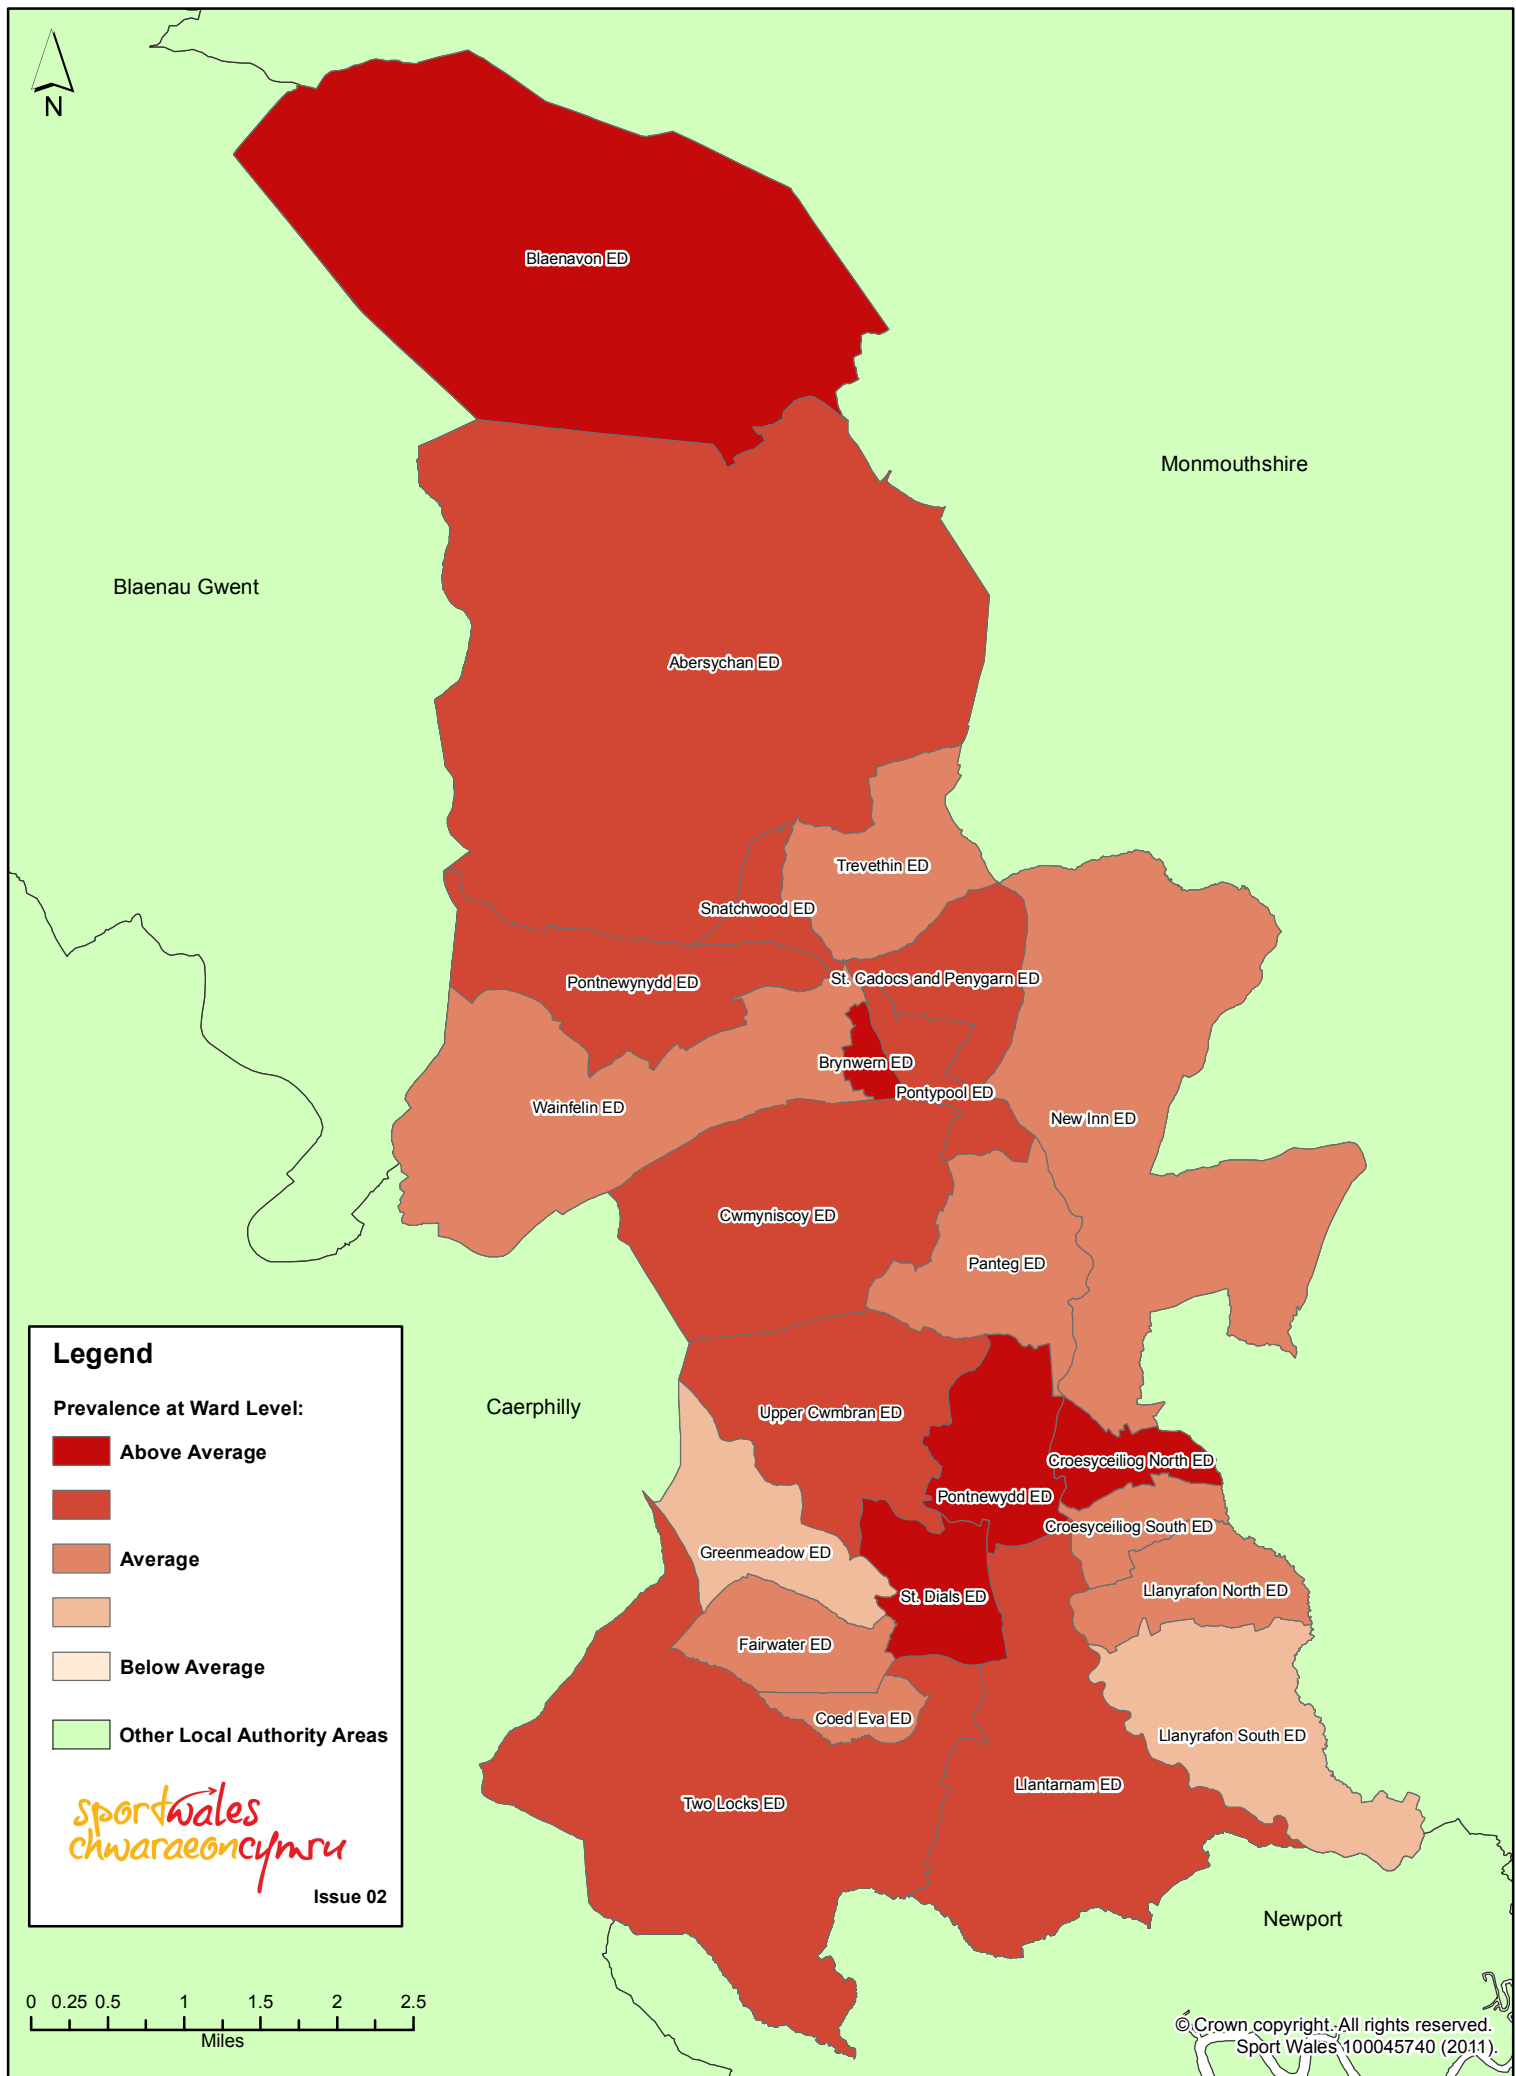 N
Blaenavon ED
Monmouthshire
Blaenau Gwent
Abersychan ED
Trevethin ED
Snatchwood ED
St. Cadocs and Penygarn ED
Pontnewynydd ED
Brynwern ED
Pontypool ED
Wainfelin ED
New Inn ED
Cwmyniscoy ED
Panteg ED
Caerphilly
Upper Cwmbran ED
Croesyceiliog North ED
Pontnewydd ED
Croesyceiliog South ED
Greenmeadow ED
Llanyrafon North ED
St. Dials ED
Fairwater ED
Coed Eva ED
Llanyrafon South ED
Llantarnam ED
Two Locks ED
Newport
Legend
Prevalence at Ward Level:
Above Average
Average
Below Average
Other Local Authority Areas
sportwales
chwaraeoncymru
Issue 02
0 0.25 0.5 1 1.5 2 2.5
Miles
© Crown copyright. All rights reserved.
Sport Wales 100045740 (2011).